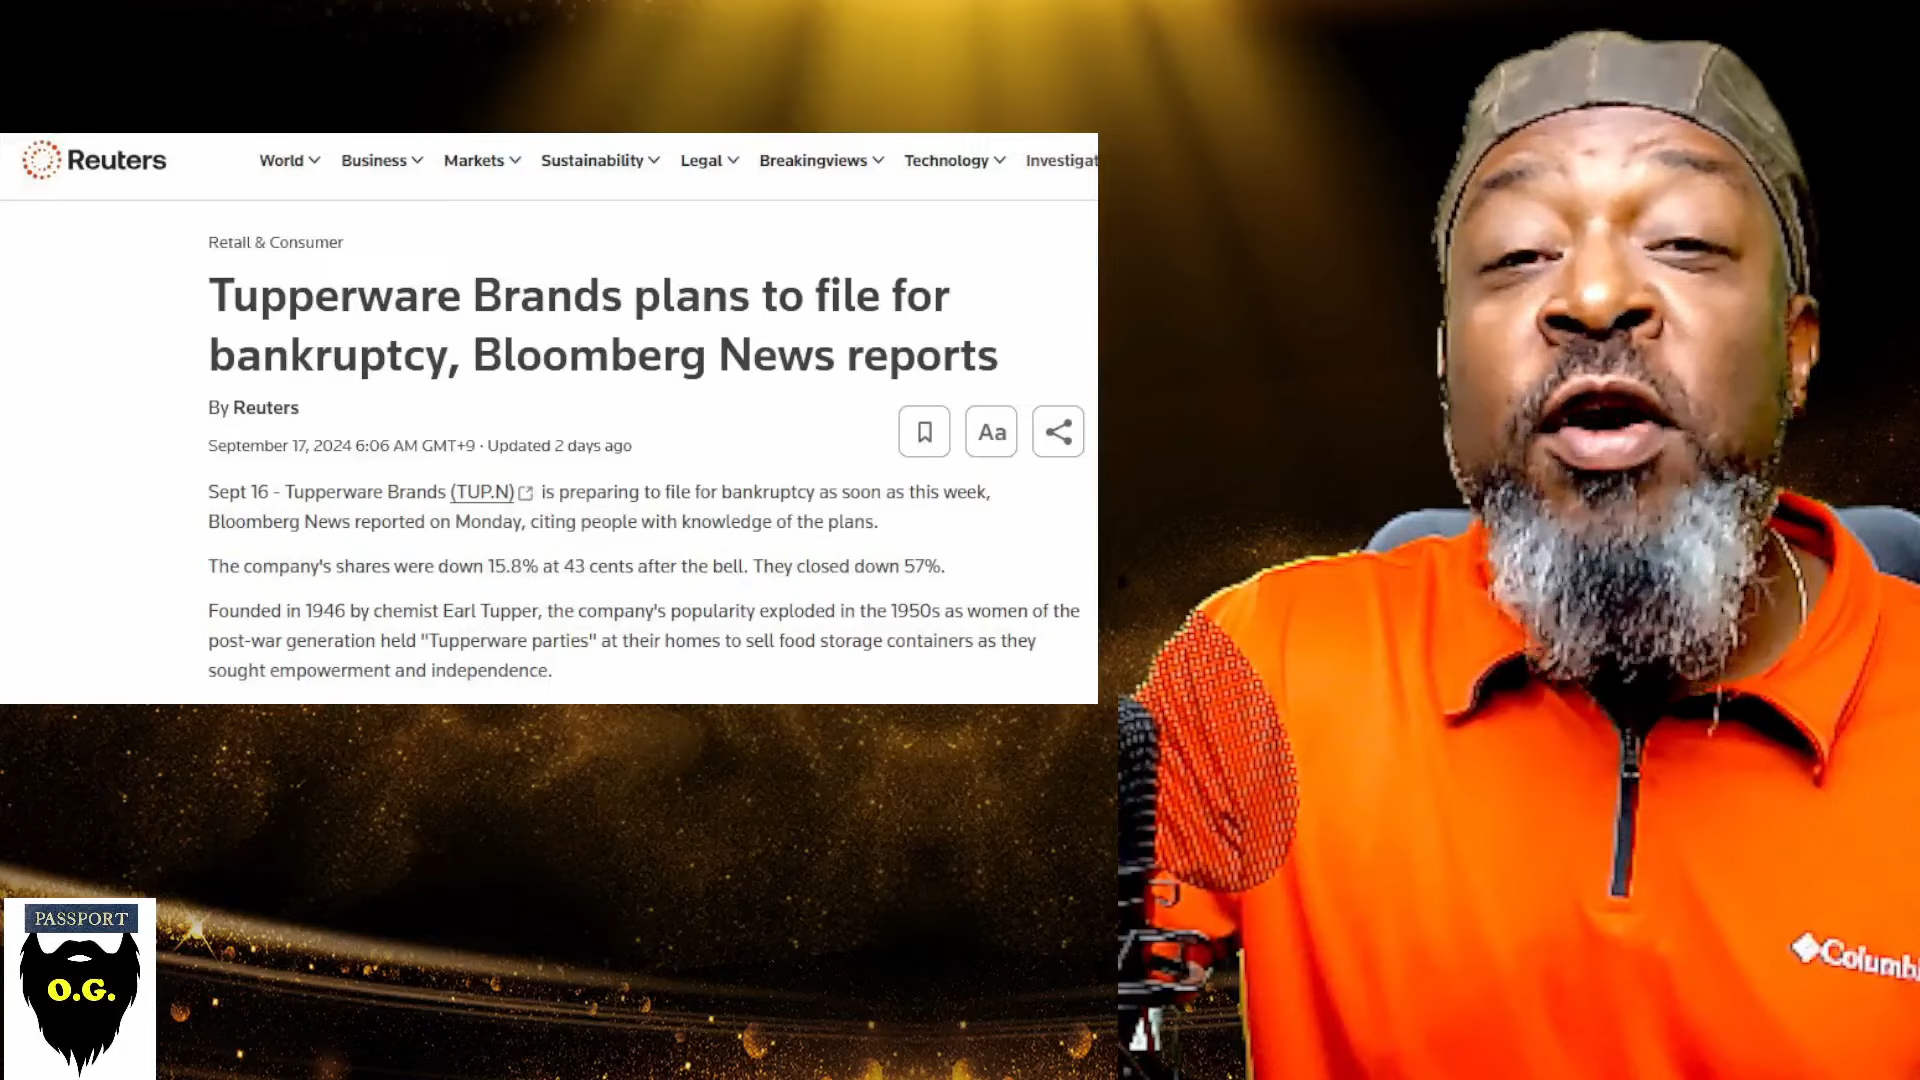 Reuters
World Business Markets Sustainability Legal Breakingviews Technology Investigat
Retail & Consumer
Tupperware Brands plans to file for
bankruptcy, Bloomberg News reports
By Reuters
September 17, 2024 6:06 AM GMT+9 · Updated 2 days ago
Aa
Sept 16 - Tupperware Brands (TUP.N) is preparing to file for bankruptcy as soon as this week,
Bloomberg News reported on Monday, citing people with knowledge of the plans.
The company's shares were down 15.8% at 43 cents after the bell. They closed down 57%.
Founded in 1946 by chemist Earl Tupper, the company's popularity exploded in the 1950s as women of the
post-war generation held "Tupperware parties" at their homes to sell food storage containers as they
sought empowerment and independence.
PASSPORT
O.G.
Columbi